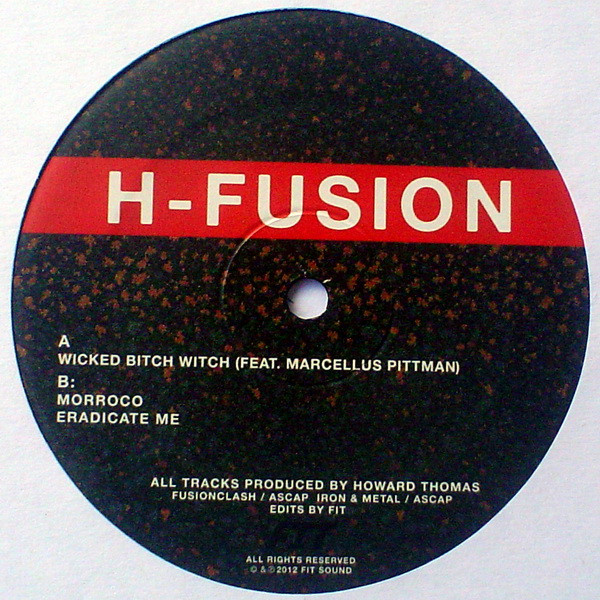 H-FUSION
A
WICKED BITCH WITCH (FEAT. MARCELLUS PITTMAN)
B:
MORROCO
ERADICATE ME
ALL TRACKS PRODUCED BY HOWARD THOMAS
FUSIONCLASH / ASCAP IRON & METAL / ASCAP
EDITS BY FIT
FIT
ALL RIGHTS RESERVED
© & ℗ 2012 FIT SOUND